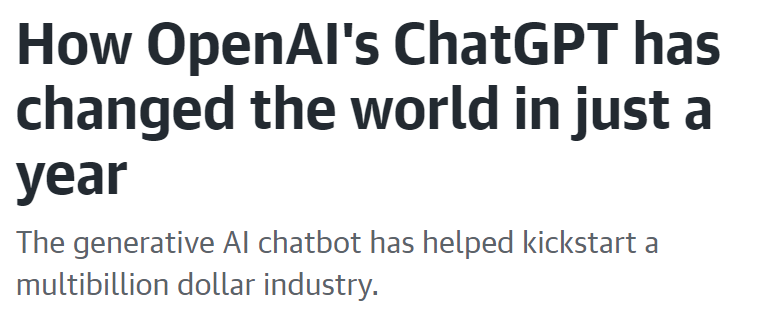 How OpenAI's ChatGPT has
changed the world in just a
year
The generative AI chatbot has helped kickstart a
multibillion dollar industry.